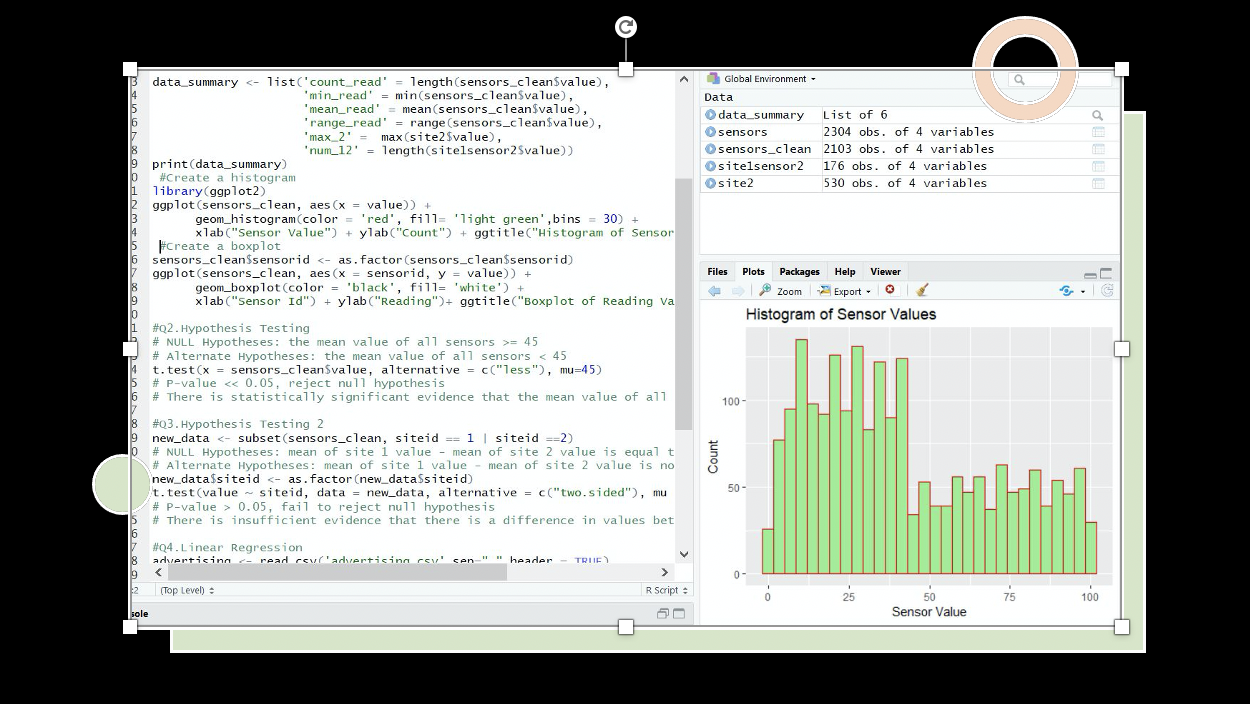 3 data_summary <- list('count_read' = length(sensors_clean$value),
4 'min_read' = min(sensors_clean$value),
5 'mean_read' = mean(sensors_clean$value),
6 'range_read' = range(sensors_clean$value),
7 'max_2' = max(site2$value),
8 'num_12' = length(site1sensor2$value))
9 print(data_summary)
0 #Create a histogram
1 library(ggplot2)
2 ggplot(sensors_clean, aes(x = value)) +
3 geom_histogram(color = 'red', fill= 'light green',bins = 30) +
4 xlab("Sensor Value") + ylab("Count") + ggtitle("Histogram of Sensor
5 #Create a boxplot
6 sensors_clean$sensorid <- as.factor(sensors_clean$sensorid)
7 ggplot(sensors_clean, aes(x = sensorid, y = value)) +
8 geom_boxplot(color = 'black', fill = 'white') +
9 xlab("Sensor Id") + ylab("Reading")+ ggtitle("Boxplot of Reading Va
0
1 #Q2.Hypothesis Testing
2 # NULL Hypotheses: the mean value of all sensors >= 45
3 # Alternate Hypotheses: the mean value of all sensors < 45
4 t.test(x = sensors_clean$value, alternative = c("less"), mu=45)
5 # P-value << 0.05, reject null hypothesis
6 # There is statistically significant evidence that the mean value of all
7
8 #Q3.Hypothesis Testing 2
9 new_data <- subset(sensors_clean, siteid == 1 | siteid ==2)
0 # NULL Hypotheses: mean of site 1 value - mean of site 2 value is equal t
# Alternate Hypotheses: mean of site 1 value - mean of site 2 value is no
new_data$siteid <- as.factor(new_data$siteid)
t.test(value ~ siteid, data = new_data, alternative = c("two.sided"), mu
# P-value > 0.05, fail to reject null hypothesis
5 # There is insufficient evidence that there is a difference in values bet
6
7 #Q4.Linear Regression
8 advertising <- read.csv('advertising.csv',sep=",",header = TRUE)
9
:2 (Top Level) R Script
sole
Global Environment
Data
data_summary List of 6
sensors 2304 obs. of 4 variables
sensors_clean 2103 obs. of 4 variables
site1sensor2 176 obs. of 4 variables
site2 530 obs. of 4 variables
Files Plots Packages Help Viewer
Zoom Export
Histogram of Sensor Values
Count
100
50
0
0 25 50 75 100
Sensor Value